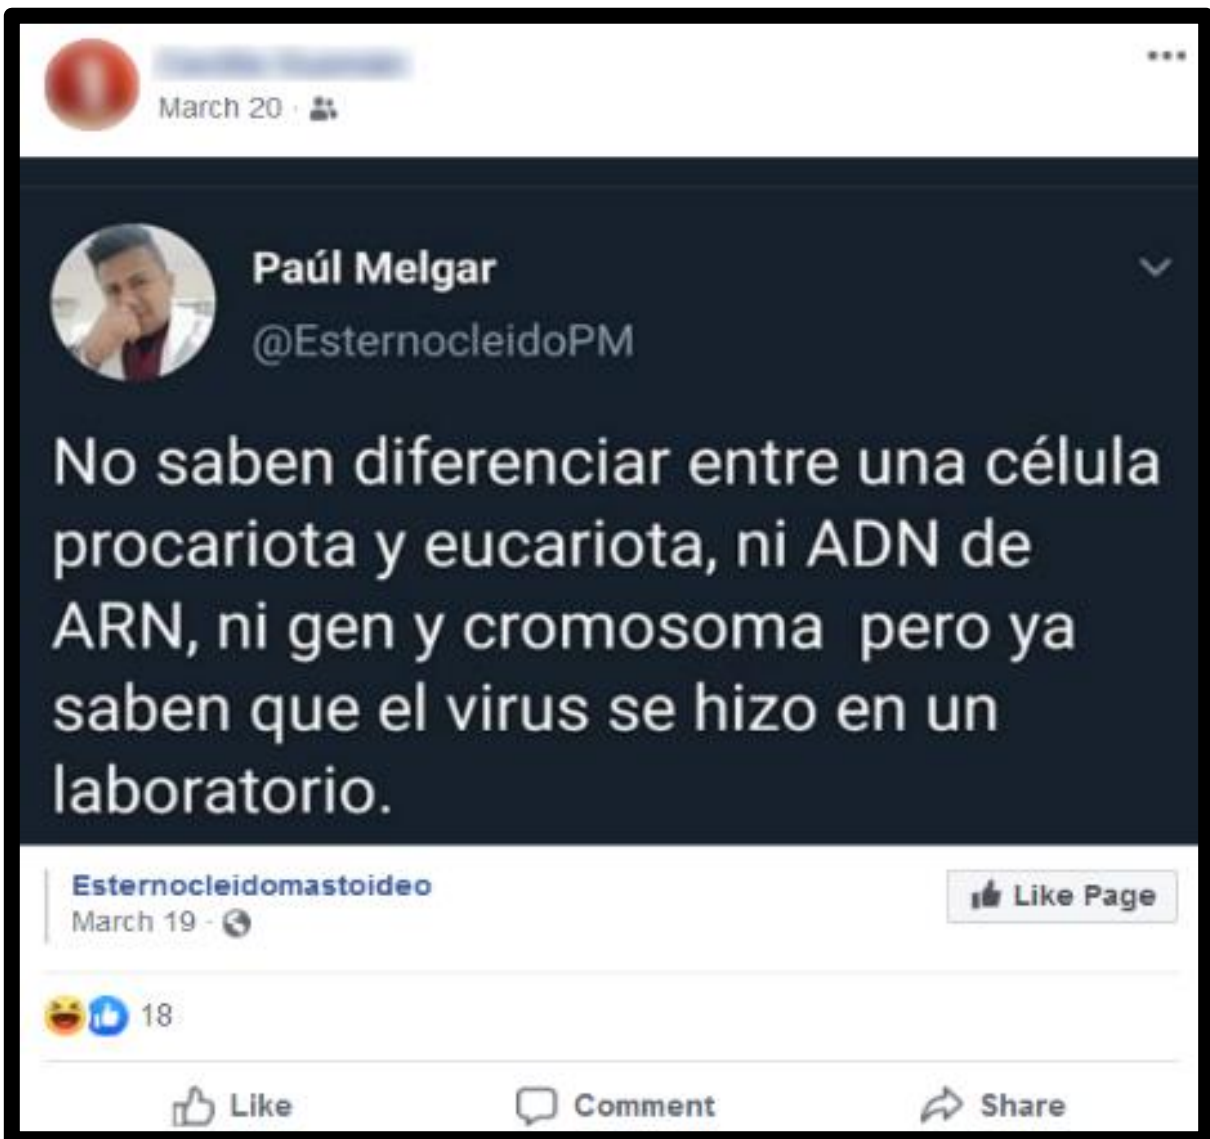 March 20 ·
Paúl Melgar
@EsternocleidoPM
No saben diferenciar entre una célula
procariota y eucariota, ni ADN de
ARN, ni gen y cromosoma pero ya
saben que el virus se hizo en un
laboratorio.
Esternocleidomastoideo
Like Page
March 19 ·
18
Like Comment Share